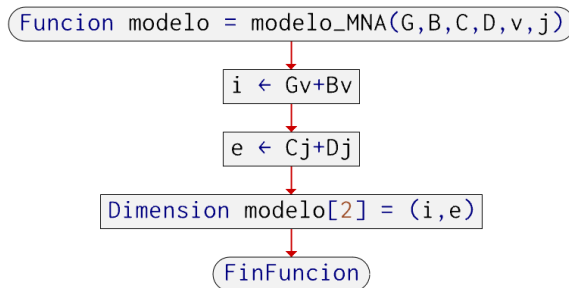 Funcion modelo = modelo_MNA(G,B,C,D,v,j)
i ← Gv+Bv
e ← Cj+Dj
Dimension modelo[2] = (i,e)
FinFuncion